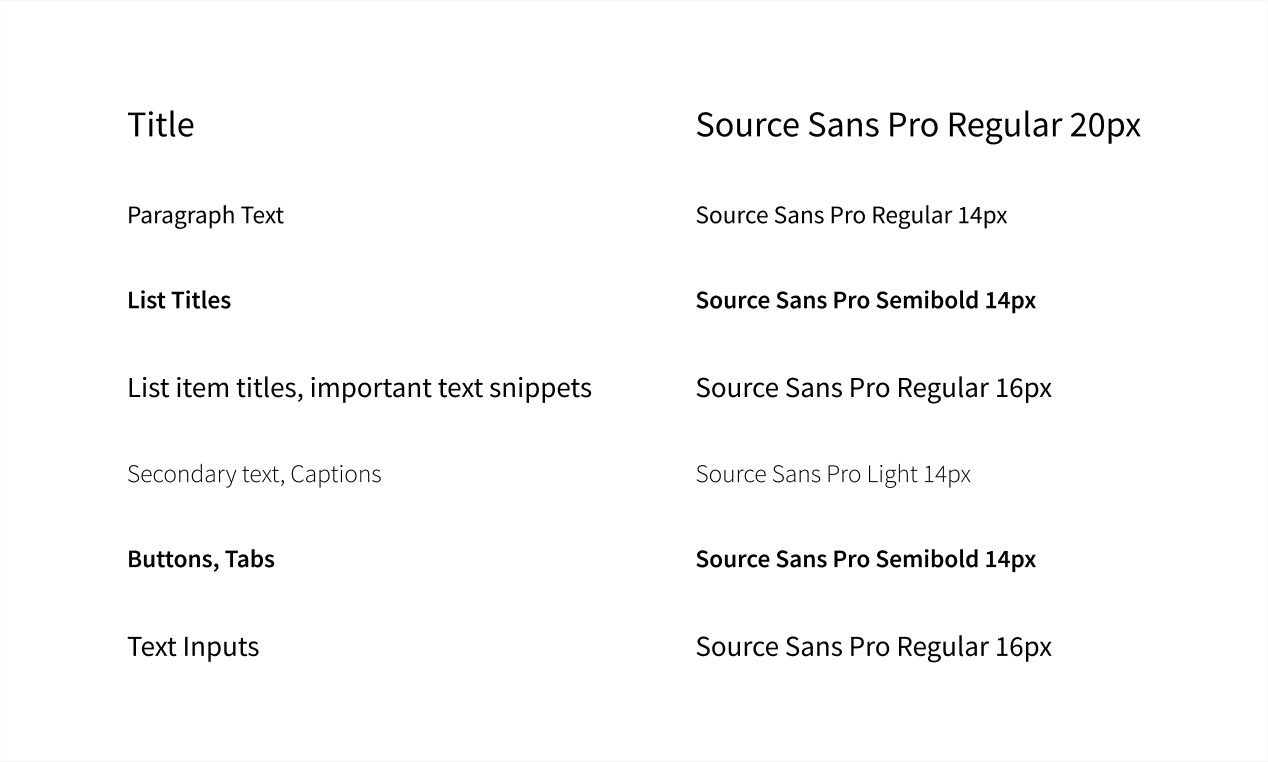 Title Source Sans Pro Regular 20px
Paragraph Text Source Sans Pro Regular 14px
List Titles Source Sans Pro Semibold 14px
List item titles, important text snippets Source Sans Pro Regular 16px
Secondary text, Captions Source Sans Pro Light 14px
Buttons, Tabs Source Sans Pro Semibold 14px
Text Inputs Source Sans Pro Regular 16px